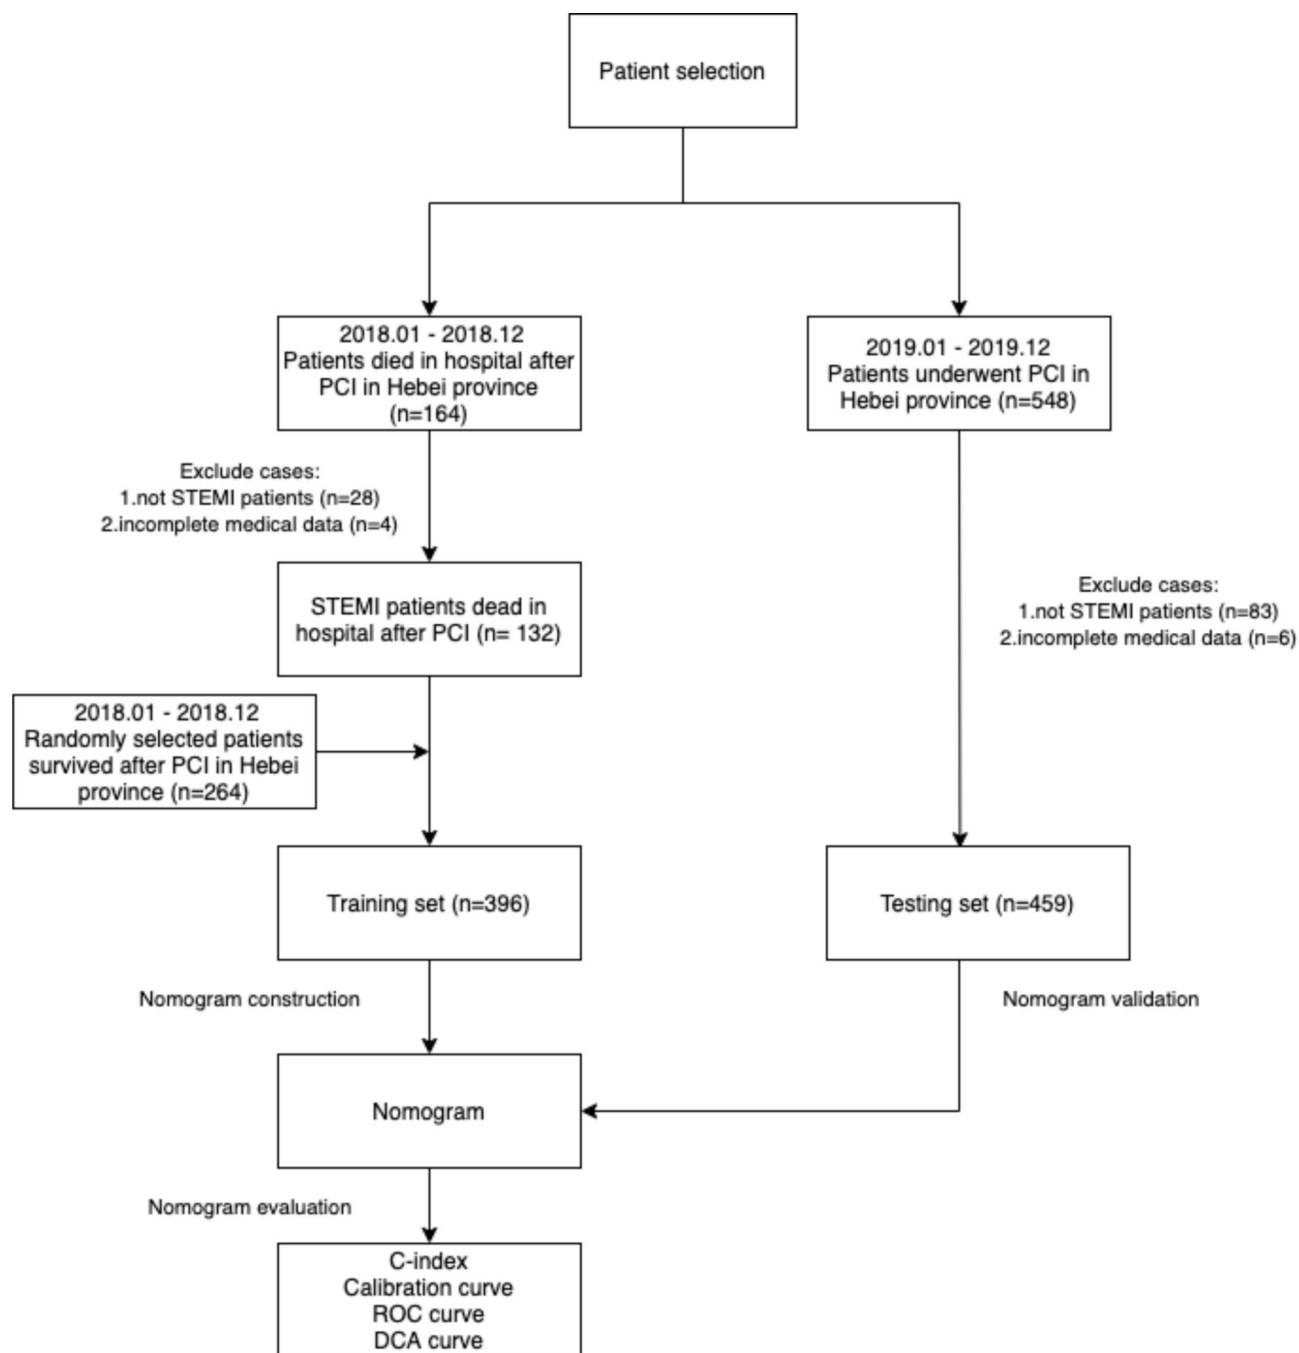 Patient selection
2018.01 - 2018.12
Patients died in hospital after
PCI in Hebei province
(n=164)
2019.01 - 2019.12
Patients underwent PCI in
Hebei province (n=548)
Exclude cases:
1.not STEMI patients (n=28)
2.incomplete medical data (n=4)
STEMI patients dead in
hospital after PCI (n= 132)
Exclude cases:
1.not STEMI patients (n=83)
2.incomplete medical data (n=6)
2018.01 - 2018.12
Randomly selected patients
survived after PCI in Hebei
province (n=264)
Training set (n=396)
Testing set (n=459)
Nomogram construction
Nomogram validation
Nomogram
Nomogram evaluation
C-index
Calibration curve
ROC curve
DCA curve